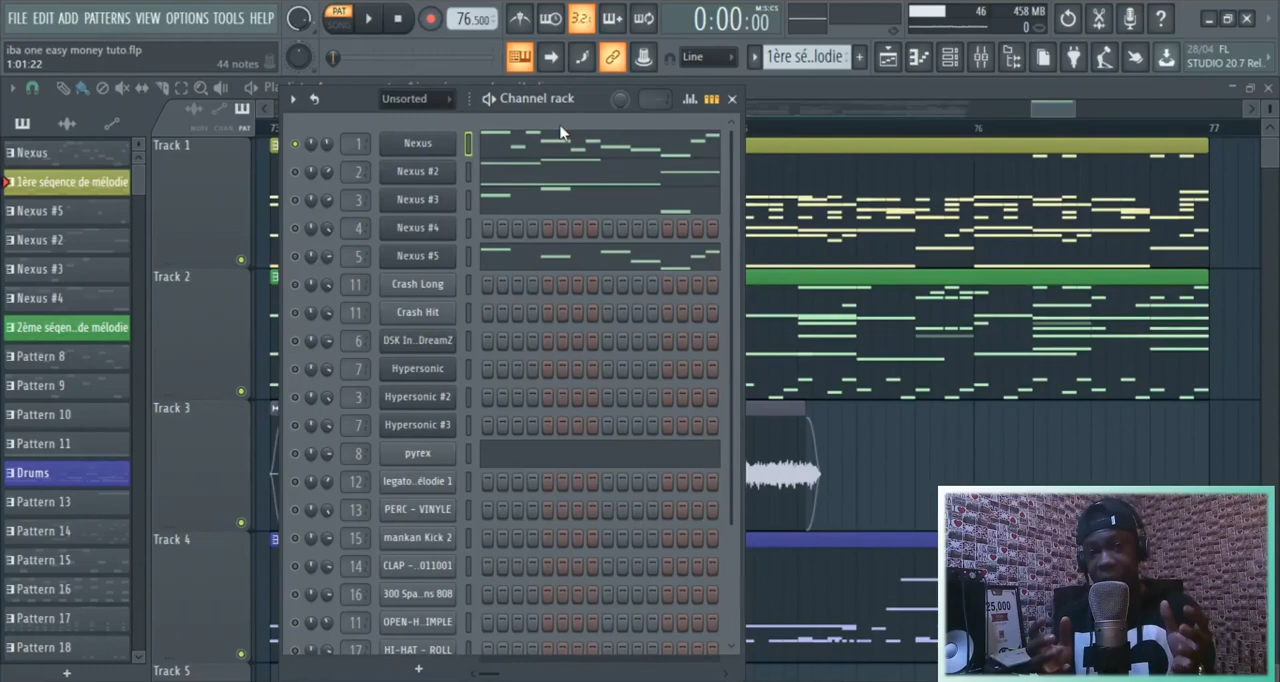 FILE EDIT ADD PATTERNS VIEW OPTIONS TOOLS HELP
PAT
76.500
3.2.
0:00:00
M:S:CS
46
458 MB
0
iba one easy money tuto.flp
1:01:22
44 notes
Line
1ère sé..lodie
28/04 FL
STUDIO 20.7 Rel..
Unsorted
Channel rack
PAT
76
77
Nexus
1ère séqence de mélodie
Nexus #5
Nexus #2
Nexus #3
Nexus #4
2ème séqen..de mélodie
Pattern 8
Pattern 9
Pattern 10
Pattern 11
Drums
Pattern 13
Pattern 14
Pattern 15
Pattern 16
Pattern 17
Pattern 18
Track 1
Track 2
Track 3
Track 4
Track 5
1 Nexus
2 Nexus #2
3 Nexus #3
4 Nexus #4
5 Nexus #5
11 Crash Long
11 Crash Hit
6 DSK In..DreamZ
7 Hypersonic
3 Hypersonic #2
7 Hypersonic #3
8 pyrex
12 legato..élodie 1
13 PERC - VINYLE
15 mankan Kick 2
14 CLAP -..011001
16 300 Spa..ns 808
11 OPEN-H..IMPLE
17 HI-HAT - ROLL
25,000